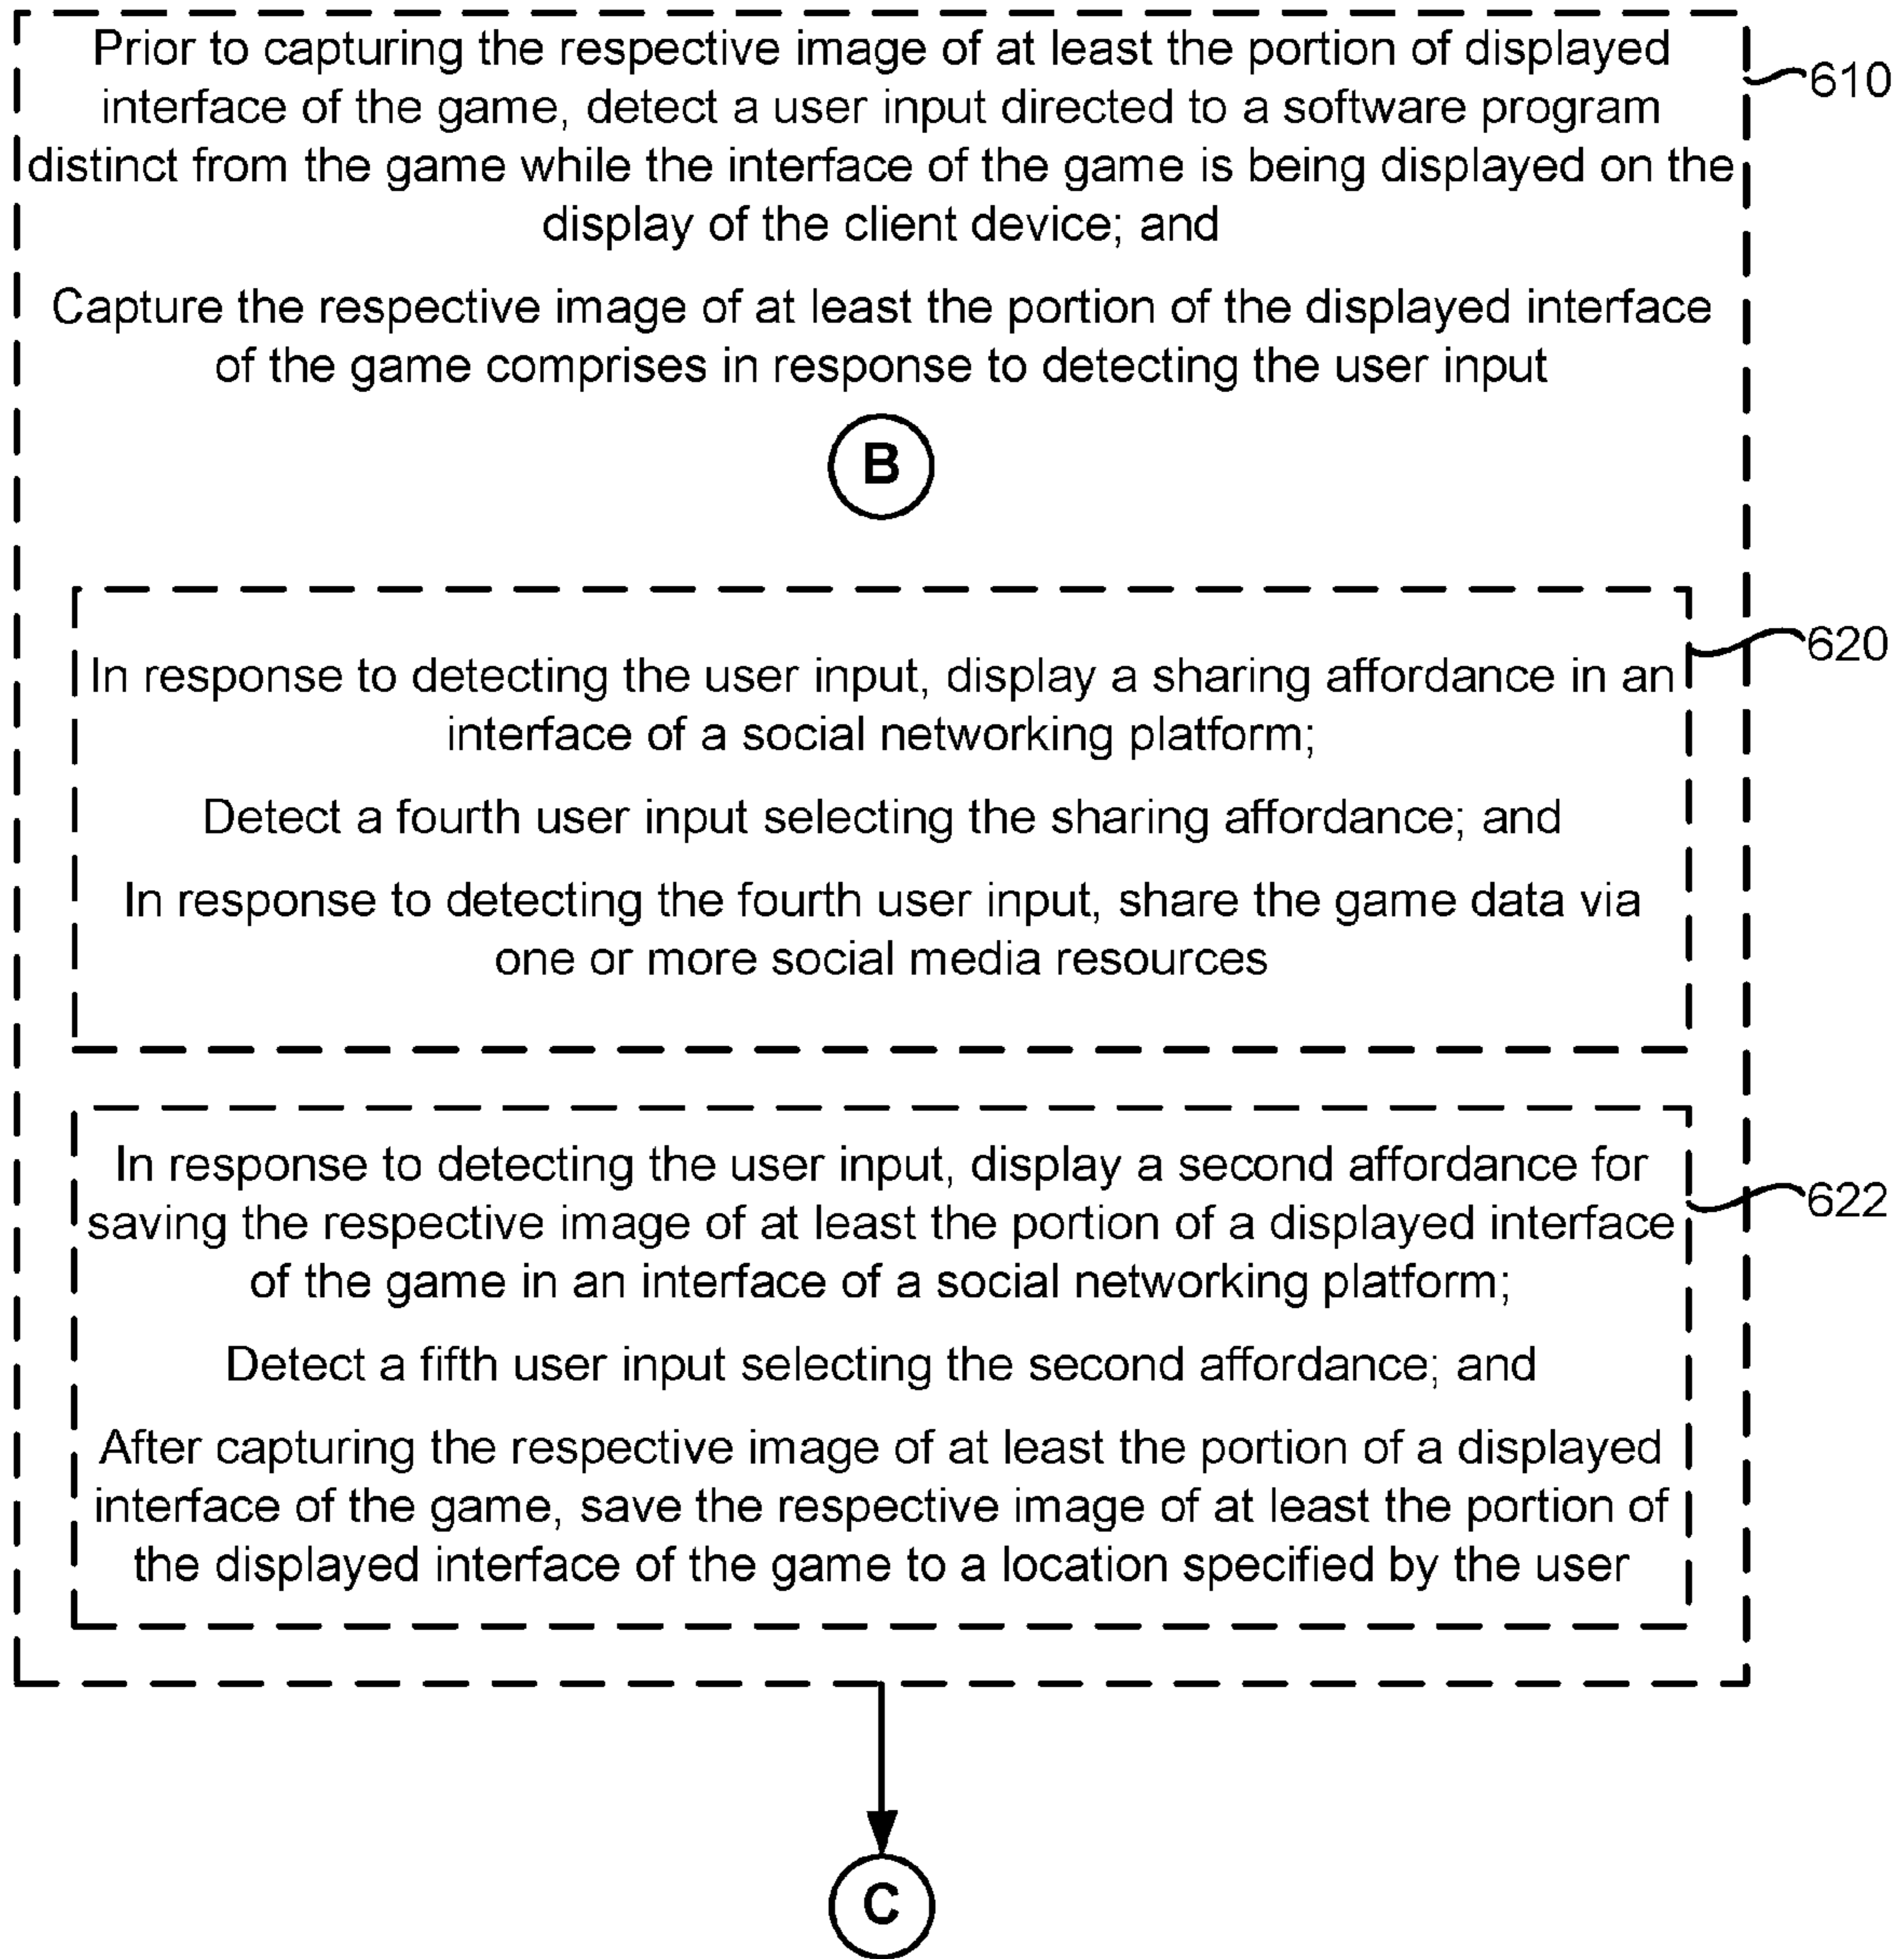 Prior to capturing the respective image of at least the portion of displayed
interface of the game, detect a user input directed to a software program
distinct from the game while the interface of the game is being displayed on the
display of the client device; and
610
Capture the respective image of at least the portion of the displayed interface
of the game comprises in response to detecting the user input
B
620
In response to detecting the user input, display a sharing affordance in an
interface of a social networking platform;
Detect a fourth user input selecting the sharing affordance; and
In response to detecting the fourth user input, share the game data via
one or more social media resources
In response to detecting the user input, display a second affordance for
622
saving the respective image of at least the portion of a displayed interface
of the game in an interface of a social networking platform;
Detect a fifth user input selecting the second affordance; and
After capturing the respective image of at least the portion of a displayed
interface of the game, save the respective image of at least the portion of
the displayed interface of the game to a location specified by the user
C